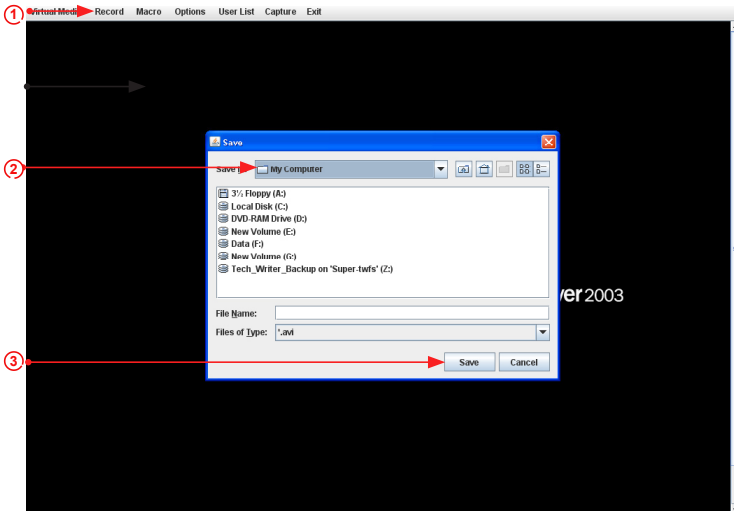 1 Virtual Media Record Macro Options User List Capture Exit
Save
2 Save My Computer
3½ Floppy (A:)
Local Disk (C:)
DVD-RAM Drive (D:)
New Volume (E:)
Data (F:)
New Volume (G:)
Tech_Writer_Backup on 'Super-twfs' (Z:)
er 2003
File Name:
Files of Type: *.avi
3 Save Cancel